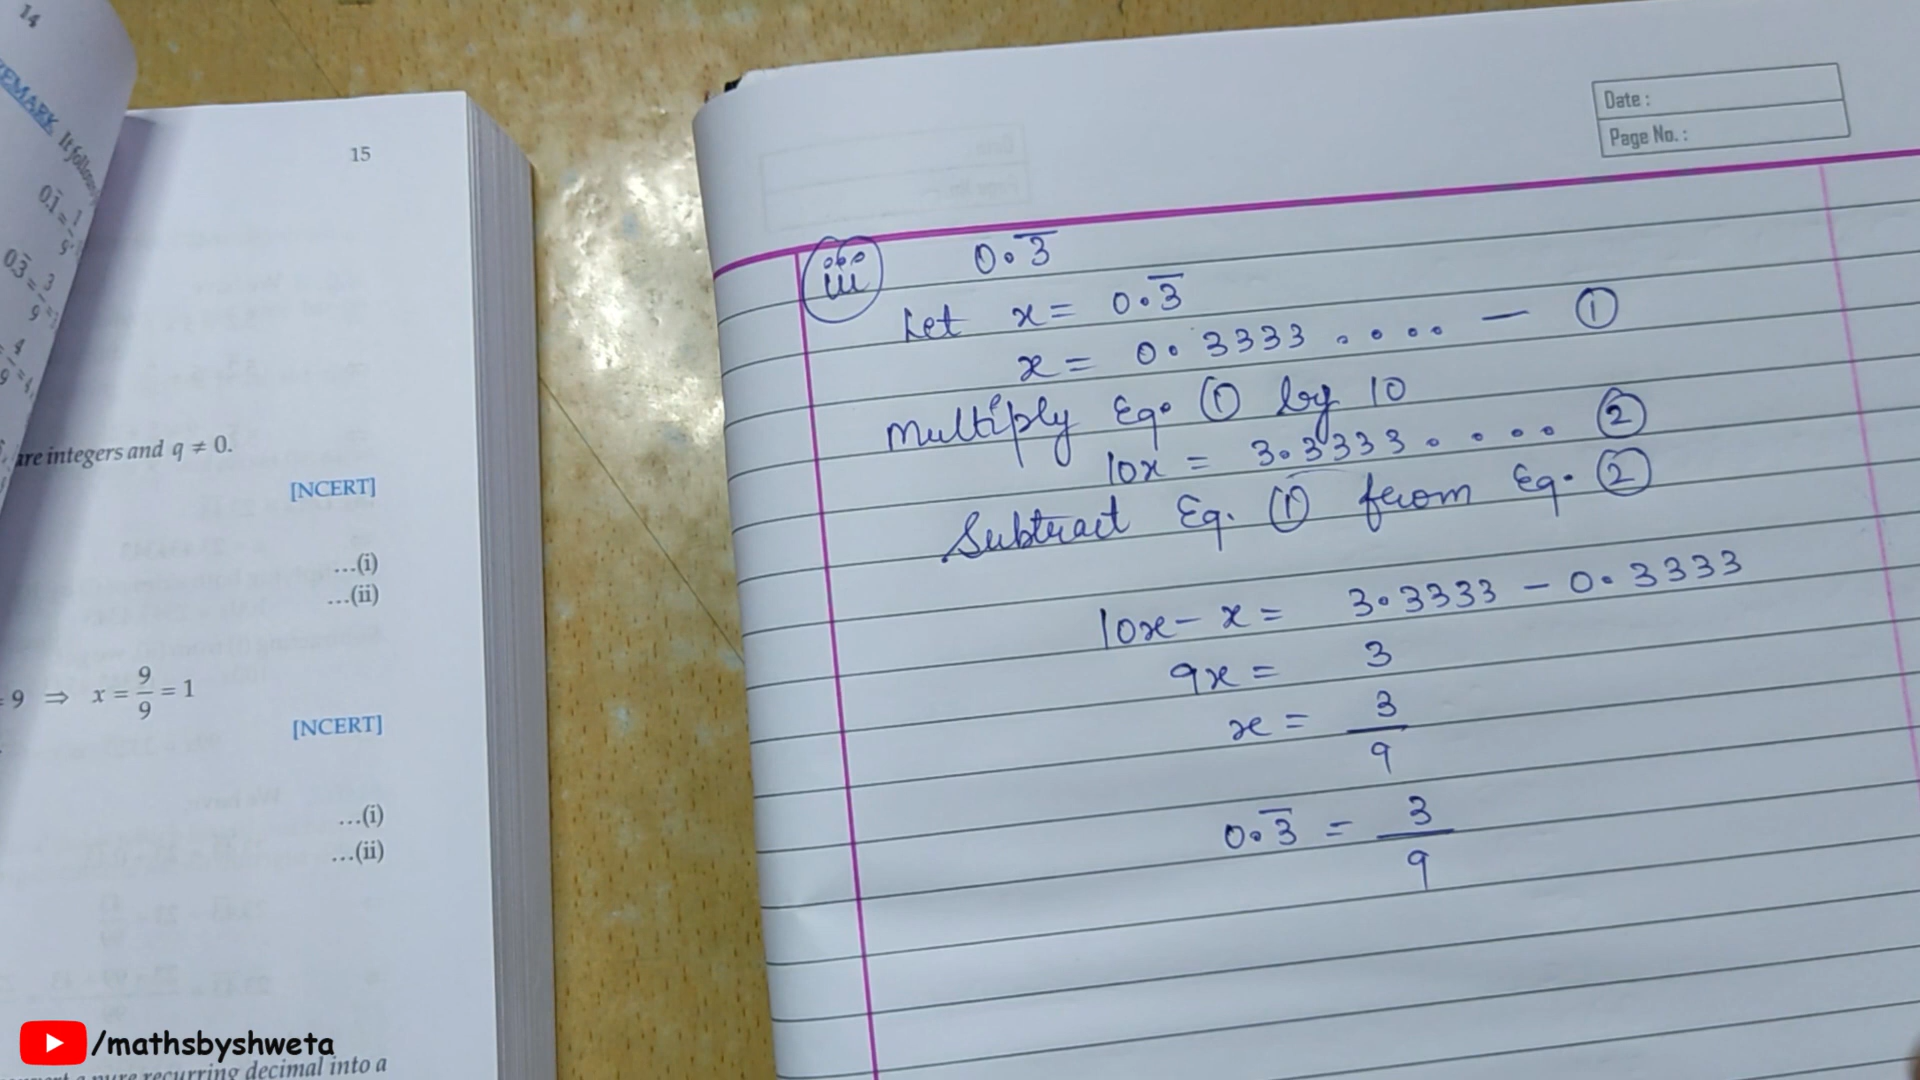 14
REMARK It follows
0.1̅ = 1/9
0.3̅ = 3/9 =
4/9
15
are integers and q ≠ 0.
[NCERT]
...(i)
...(ii)
= 9 ⇒ x = 9/9 = 1
[NCERT]
...(i)
...(ii)
a pure recurring decimal into a
/mathsbyshweta
Date :
Page No. :
iii 0.3̅
Let x = 0.3̅
x = 0.3333 .... — ①
Multiply Eq. ① by 10
10x = 3.3333.... ②
Subtract Eq. ① from Eq. ②
10x - x = 3.3333 - 0.3333
9x = 3
x = 3/9
0.3̅ = 3/9